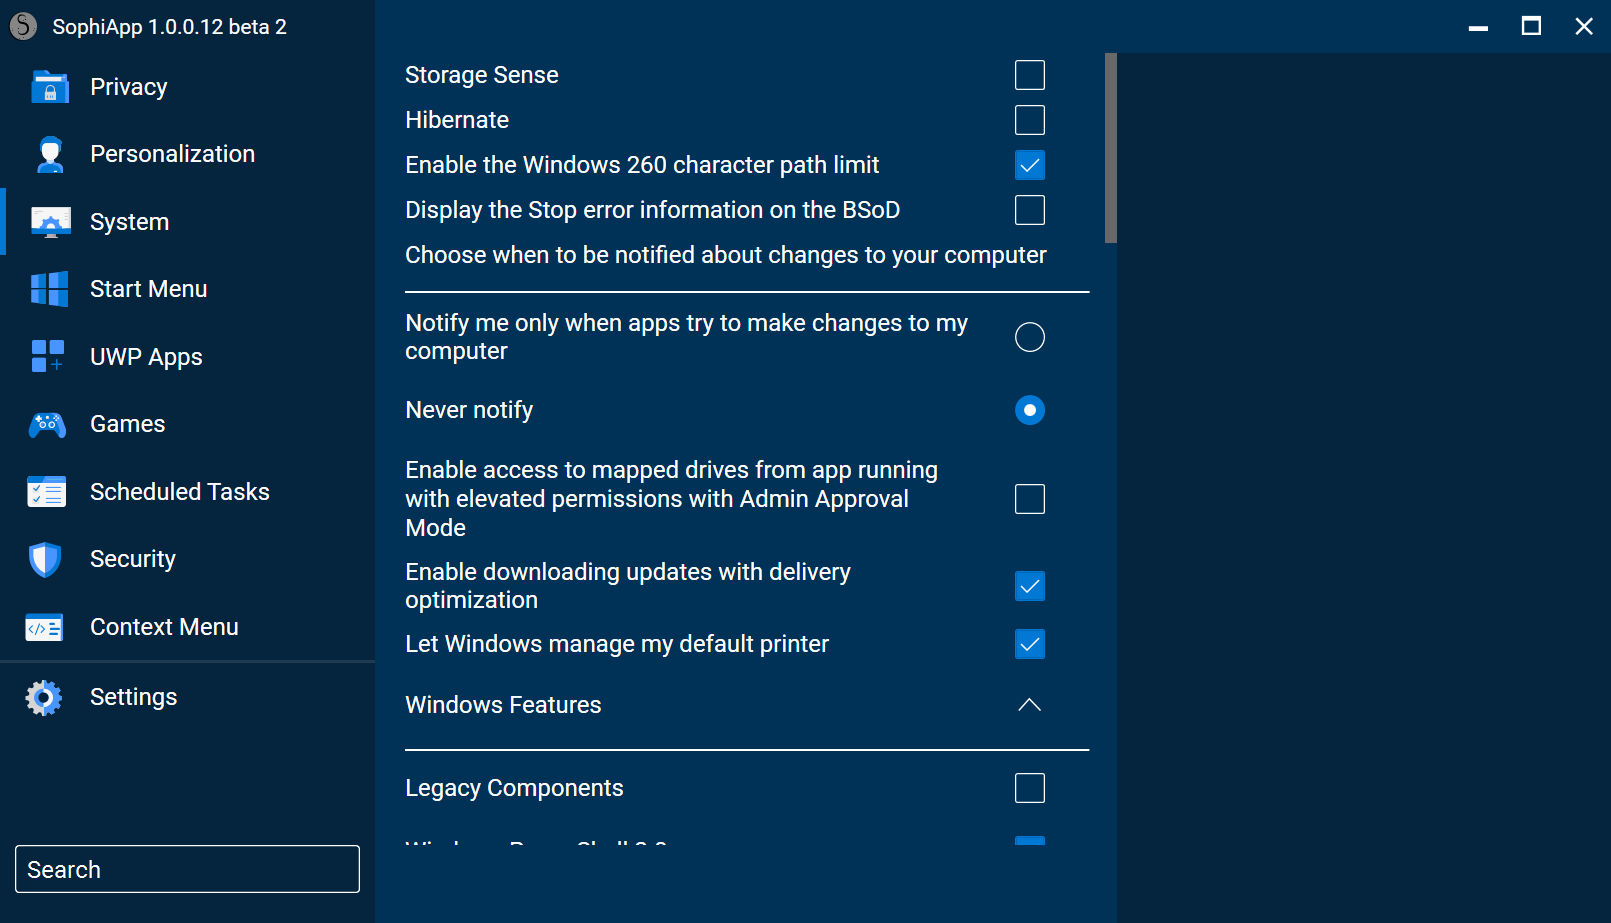 SophiApp 1.0.0.12 beta 2
Privacy
Personalization
System
Start Menu
UWP Apps
Games
Scheduled Tasks
Security
Context Menu
Settings
Search
Storage Sense
Hibernate
Enable the Windows 260 character path limit
Display the Stop error information on the BSoD
Choose when to be notified about changes to your computer
Notify me only when apps try to make changes to my
computer
Never notify
Enable access to mapped drives from app running
with elevated permissions with Admin Approval
Mode
Enable downloading updates with delivery
optimization
Let Windows manage my default printer
Windows Features
Legacy Components